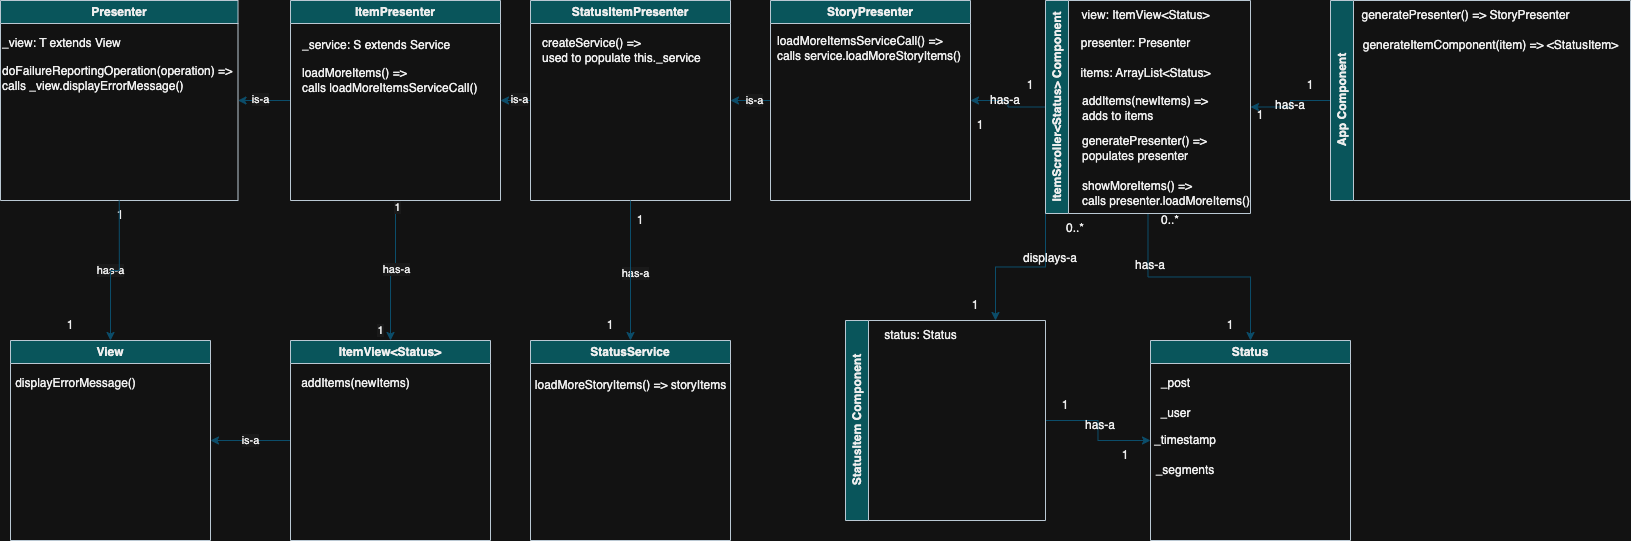 Presenter
_view: T extends View
doFailureReportingOperation(operation) =>
calls _view.displayErrorMessage()
is-a
ItemPresenter
_service: S extends Service
loadMoreItems() =>
calls loadMoreItemsServiceCall()
is-a
StatusItemPresenter
createService() =>
used to populate this._service
is-a
StoryPresenter
loadMoreItemsServiceCall() =>
calls service.loadMoreStoryItems()
1
has-a
1
ItemScroller<Status> Component
view: ItemView<Status>
presenter: Presenter
items: ArrayList<Status>
addItems(newItems) =>
adds to items
generatePresenter() =>
populates presenter
showMoreItems() =>
calls presenter.loadMoreItems()
1
has-a
1
App Component
generatePresenter() => StoryPresenter
generateItemComponent(item) => <StatusItem>
1
has-a
1
1
has-a
1
1
has-a
1
0..*
displays-a
1
0..*
has-a
1
View
displayErrorMessage()
is-a
ItemView<Status>
addItems(newItems)
StatusService
loadMoreStoryItems() => storyItems
StatusItem Component
status: Status
1
has-a
1
Status
_post
_user
_timestamp
_segments